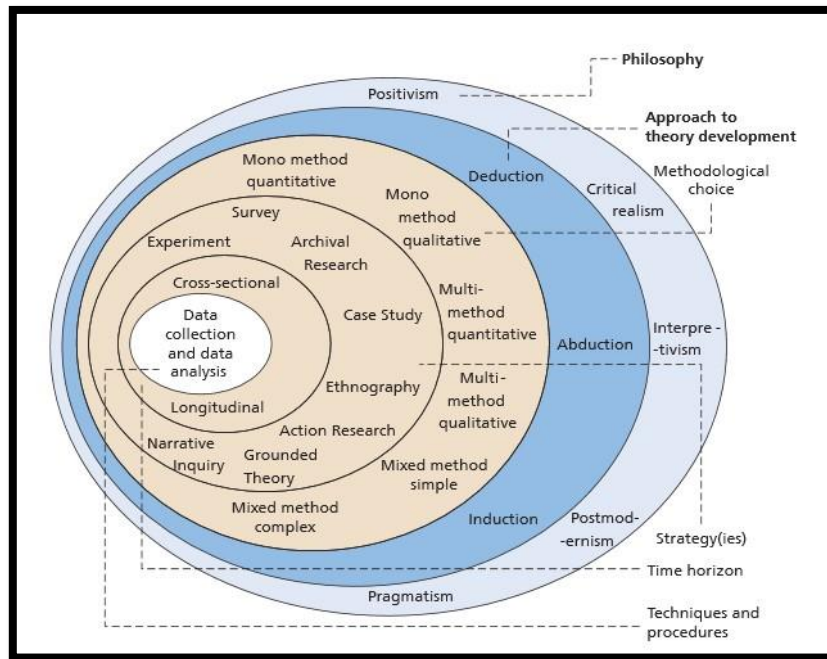 Philosophy
Positivism
Approach to
theory development
Mono method
quantitative
Deduction
Methodological
choice
Critical
realism
Mono
method
qualitative
Survey
Experiment
Archival
Research
Cross-sectional
Multi-
method
quantitative
Data
collection
and data
analysis
Case Study
Abduction
Interpre -
-tivism
Ethnography
Multi-
method
qualitative
Longitudinal
Action Research
Narrative
Inquiry
Grounded
Theory
Mixed method
simple
Mixed method
complex
Induction
Postmod-
-ernism
Strategy(ies)
Time horizon
Pragmatism
Techniques and
procedures